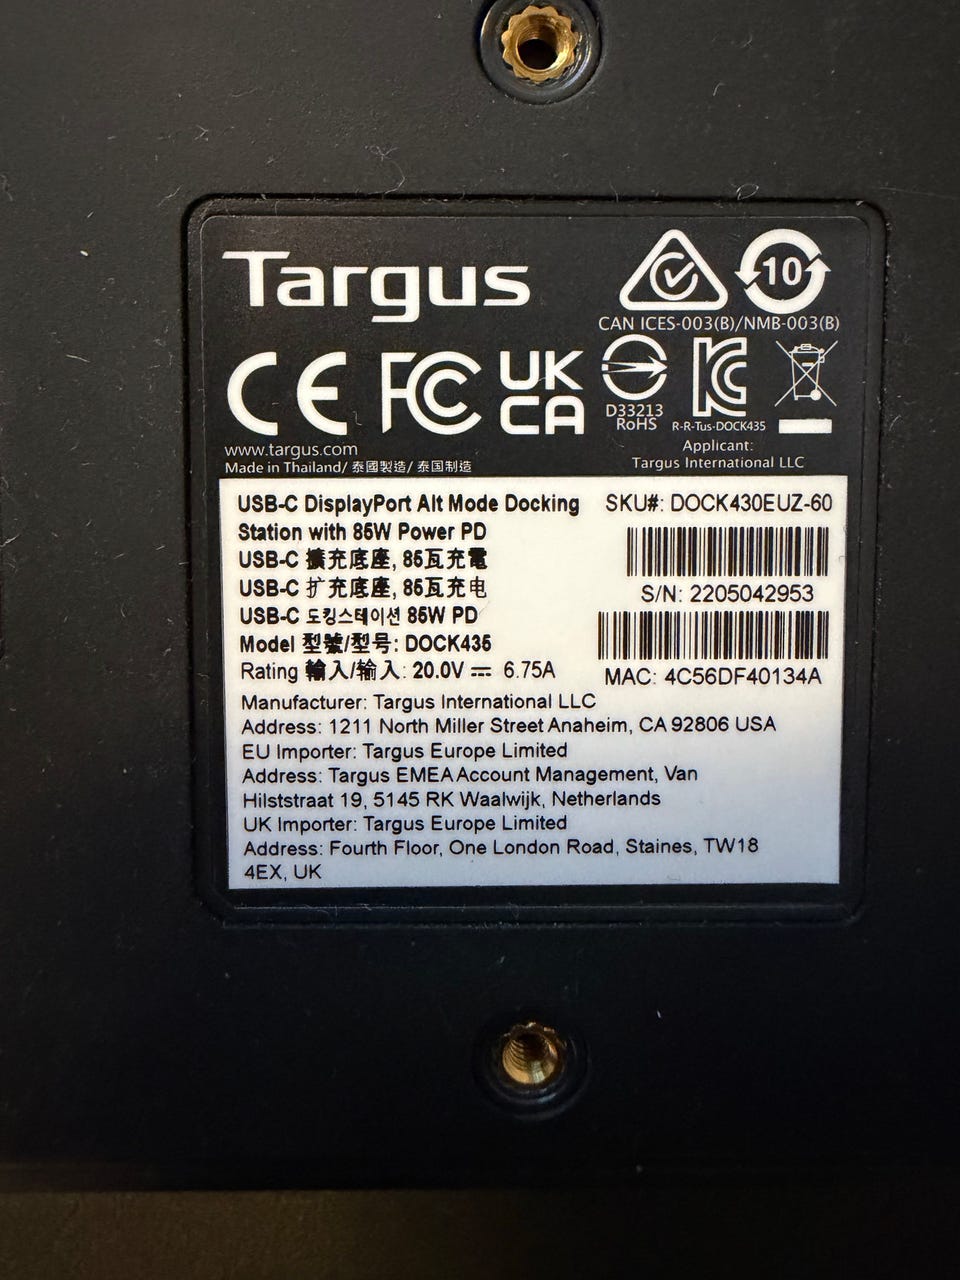 Targus
10
CAN ICES-003(B)/NMB-003(B)
CE FC UK
CA
D33213
RoHS
R-R-Tus-DOCK435
www.targus.com
Applicant:
Made in Thailand/ 泰國製造/ 泰国制造
Targus International LLC
USB-C DisplayPort Alt Mode Docking
Station with 85W Power PD
USB-C 擴充底座, 85瓦充電
USB-C 扩充底座, 85瓦充电
USB-C 도킹스테이션 85W PD
Model 型號/型号: DOCK435
Rating 輸入/输入: 20.0V ⎓ 6.75A
SKU#: DOCK430EUZ-60
S/N: 2205042953
MAC: 4C56DF40134A
Manufacturer: Targus International LLC
Address: 1211 North Miller Street Anaheim, CA 92806 USA
EU Importer: Targus Europe Limited
Address: Targus EMEA Account Management, Van
Hilststraat 19, 5145 RK Waalwijk, Netherlands
UK Importer: Targus Europe Limited
Address: Fourth Floor, One London Road, Staines, TW18
4EX, UK